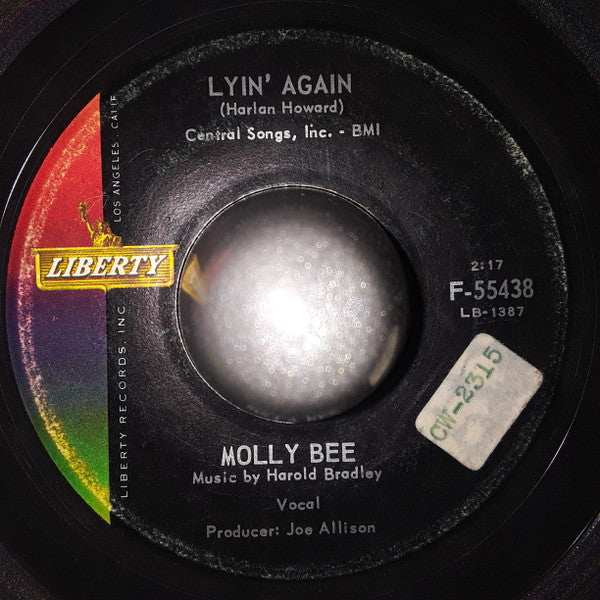 LYIN' AGAIN
(Harlan Howard)
Central Songs, Inc. - BMI
LIBERTY
LIBERTY RECORDS, INC.
LOS ANGELES, CALIF.
2:17
F-55438
LB-1387
CW-2315
MOLLY BEE
Music by Harold Bradley
Vocal
Producer: Joe Allison